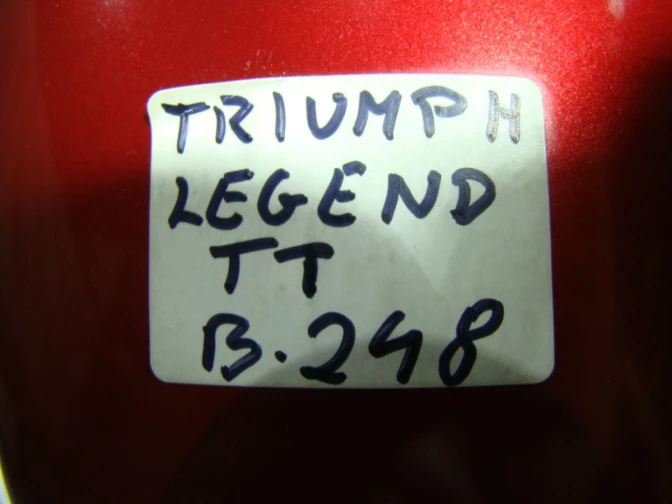 TRIUMPH
LEGEND
TT
B.248